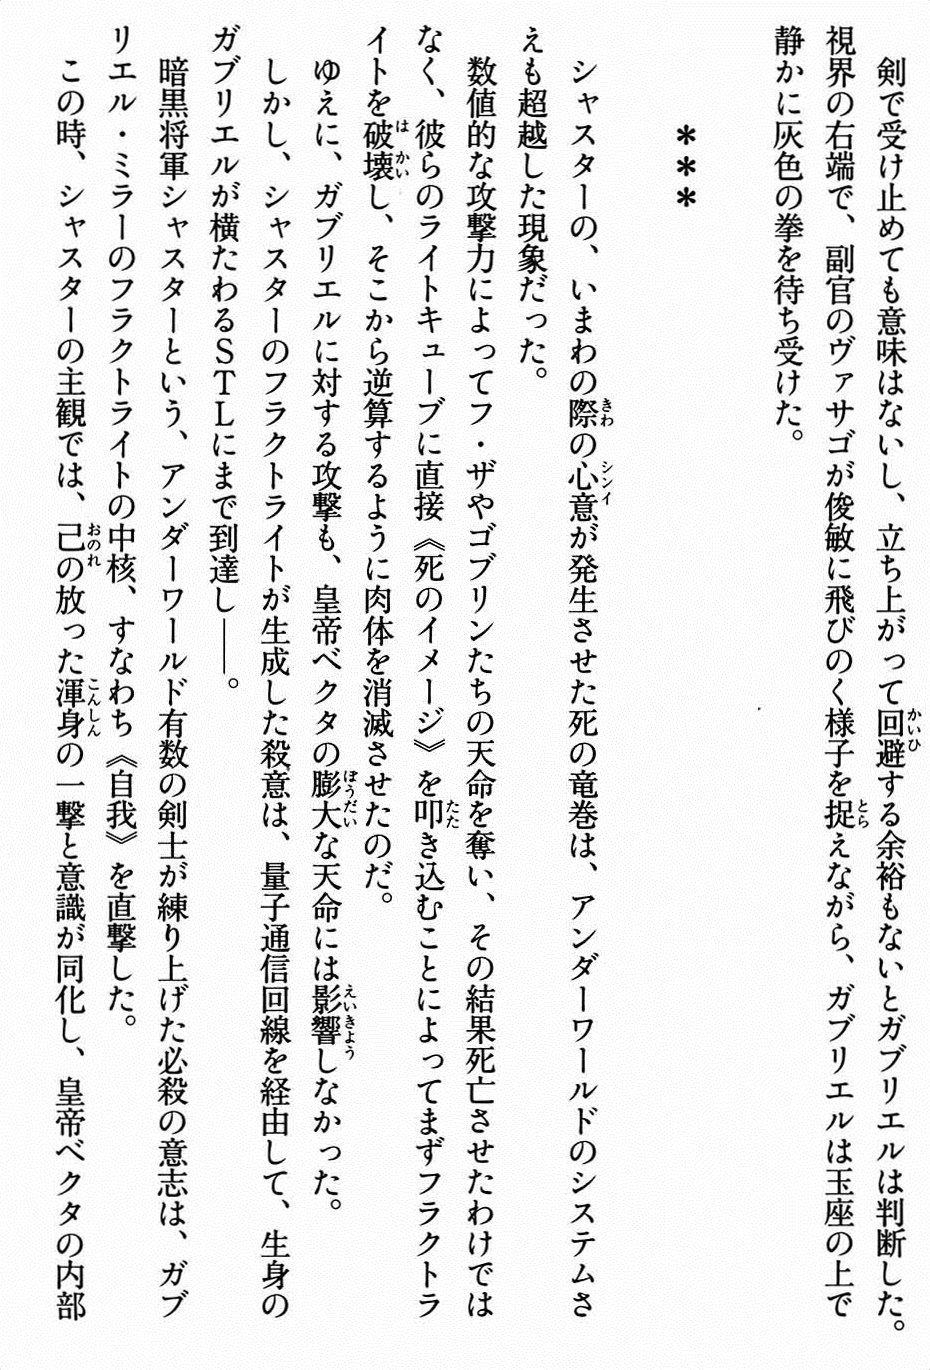 剣で受け止めても意味はないし、立ち上がって回避する余裕もないとガブリエルは判断した。
視界の右端で、副官のヴァサゴが俊敏に飛びのく様子を捉えながら、ガブリエルは玉座の上で
静かに灰色の拳を待ち受けた。
＊＊＊
シャスターの、いまわの際の心意が発生させた死の竜巻は、アンダーワールドのシステムさ
えも超越した現象だった。
数値的な攻撃力によってフ・ザやゴブリンたちの天命を奪い、その結果死亡させたわけでは
なく、彼らのライトキューブに直接《死のイメージ》を叩き込むことによってまずフラクトラ
イトを破壊し、そこから逆算するように肉体を消滅させたのだ。
ゆえに、ガブリエルに対する攻撃も、皇帝ベクタの膨大な天命には影響しなかった。
しかし、シャスターのフラクトライトが生成した殺意は、量子通信回線を経由して、生身の
ガブリエルが横たわるＳＴＬにまで到達し――。
暗黒将軍シャスターという、アンダーワールド有数の剣士が練り上げた必殺の意志は、ガブ
リエル・ミラーのフラクトライトの中核、すなわち《自我》を直撃した。
この時、シャスターの主観では、己の放った渾身の一撃と意識が同化し、皇帝ベクタの内部